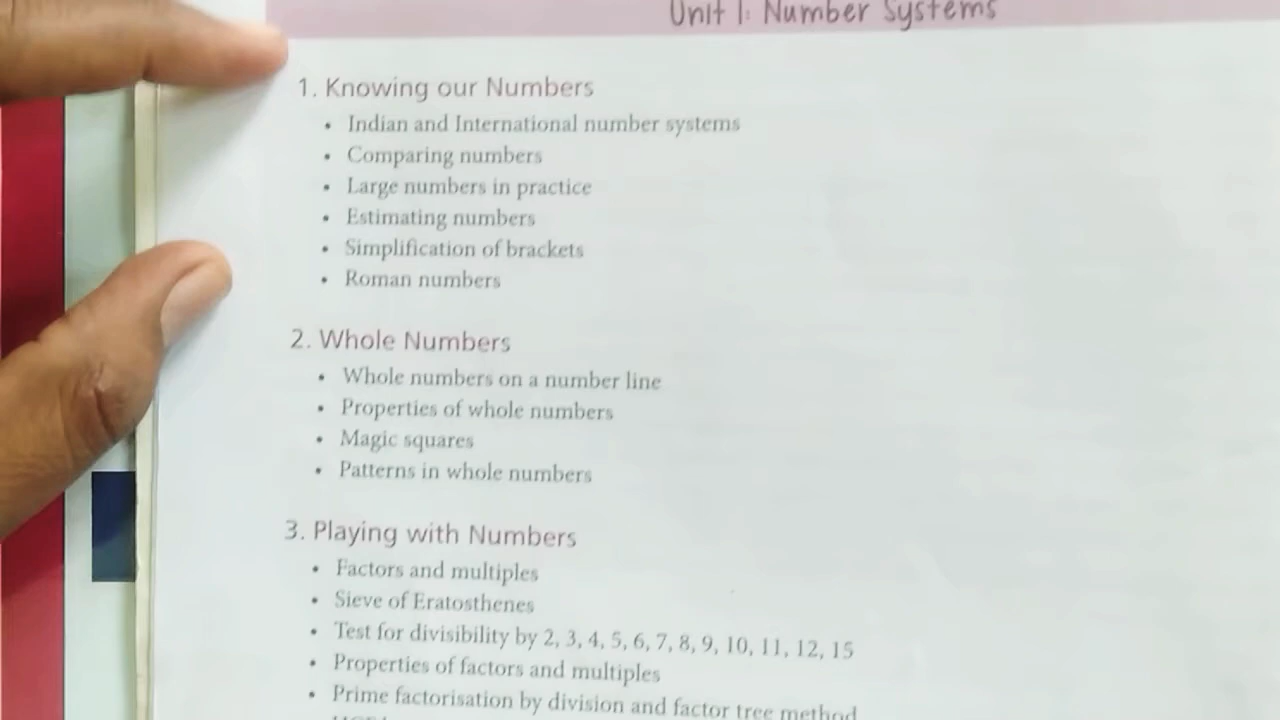 Unit 1: Number Systems
1. Knowing our Numbers
• Indian and International number systems
• Comparing numbers
• Large numbers in practice
• Estimating numbers
• Simplification of brackets
• Roman numbers
2. Whole Numbers
• Whole numbers on a number line
• Properties of whole numbers
• Magic squares
• Patterns in whole numbers
3. Playing with Numbers
• Factors and multiples
• Sieve of Eratosthenes
• Test for divisibility by 2, 3, 4, 5, 6, 7, 8, 9, 10, 11, 12, 15
• Properties of factors and multiples
• Prime factorisation by division and factor tree method